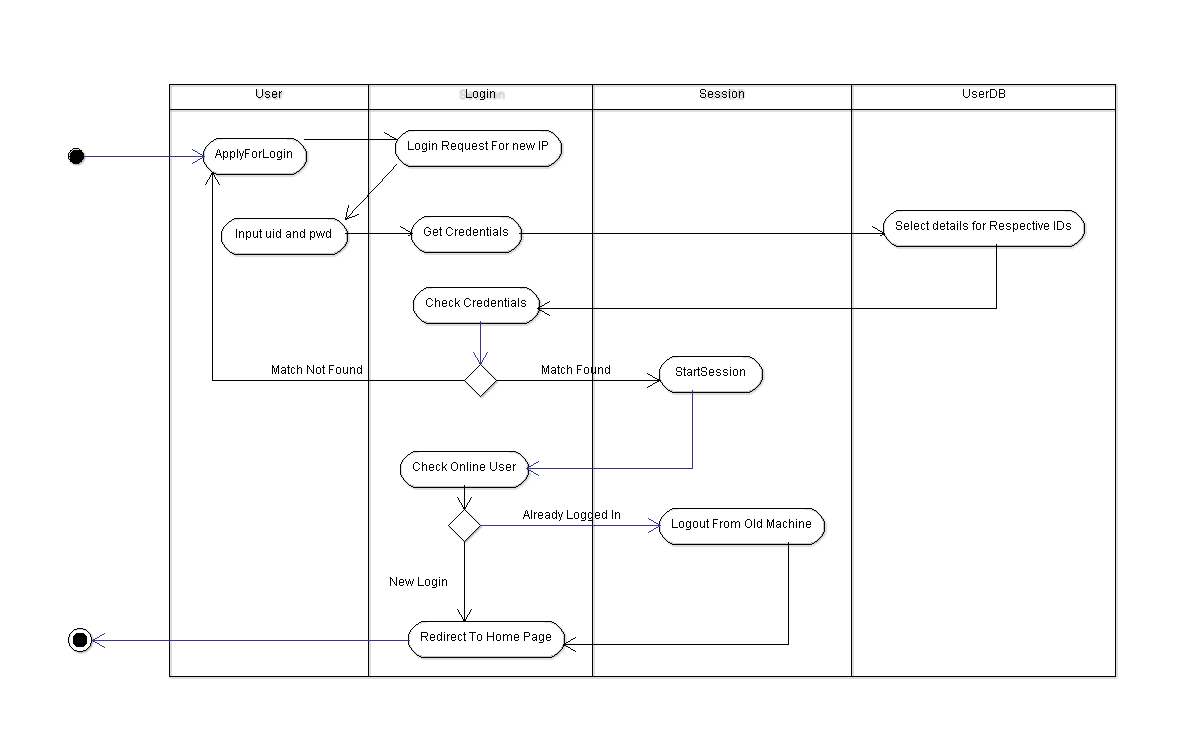 User
Login
Session
UserDB
ApplyForLogin
Login Request For new IP
Input uid and pwd
Get Credentials
Select details for Respective IDs
Check Credentials
Match Not Found
Match Found
StartSession
Check Online User
Already Logged In
Logout From Old Machine
New Login
Redirect To Home Page